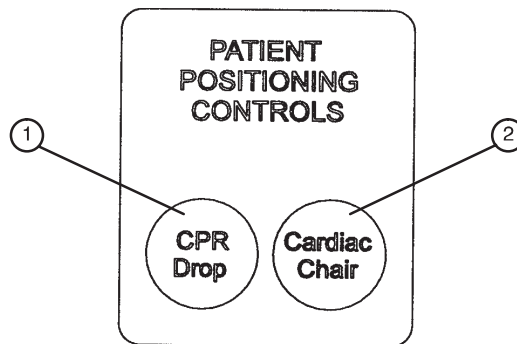 PATIENT
POSITIONING
CONTROLS
1
2
CPR
Drop
Cardiac
Chair